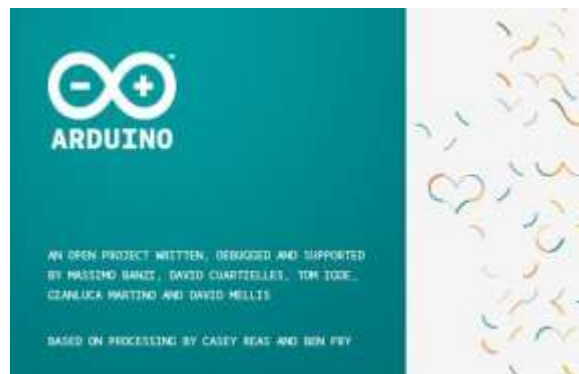 ARDUINO
AN OPEN PROJECT WRITTEN, DEBUGGED AND SUPPORTED
BY MASSIMO BANZI, DAVID CUARTIELLES, TOM IGOE,
GIANLUCA MARTINO AND DAVID MELLIS
BASED ON PROCESSING BY CASEY REAS AND BEN FRY